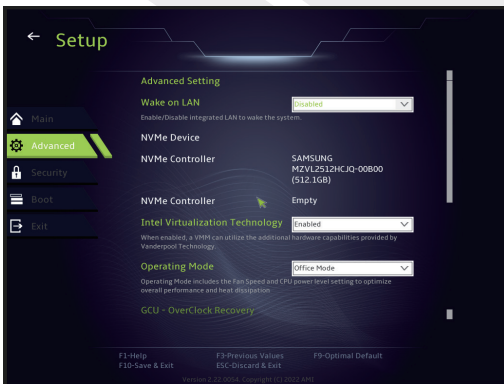 Setup
Advanced Setting
Wake on LAN Disabled
Enable/Disable integrated LAN to wake the system.
NVMe Device
NVMe Controller SAMSUNG
MZVL2512HCJQ-00B00
(512.1GB)
NVMe Controller Empty
Intel Virtualization Technology Enabled
When enabled, a VMM can utilize the additional hardware capabilities provided by
Vanderpool Technology.
Operating Mode Office Mode
Operating Mode includes the Fan Speed and CPU power level setting to optimize
overall performance and heat dissipation
GCU - OverClock Recovery
Main
Advanced
Security
Boot
Exit
F1-Help F3-Previous Values F9-Optimal Default
F10-Save & Exit ESC-Discard & Exit
Version 2.22.0054. Copyright (C) 2022 AMI